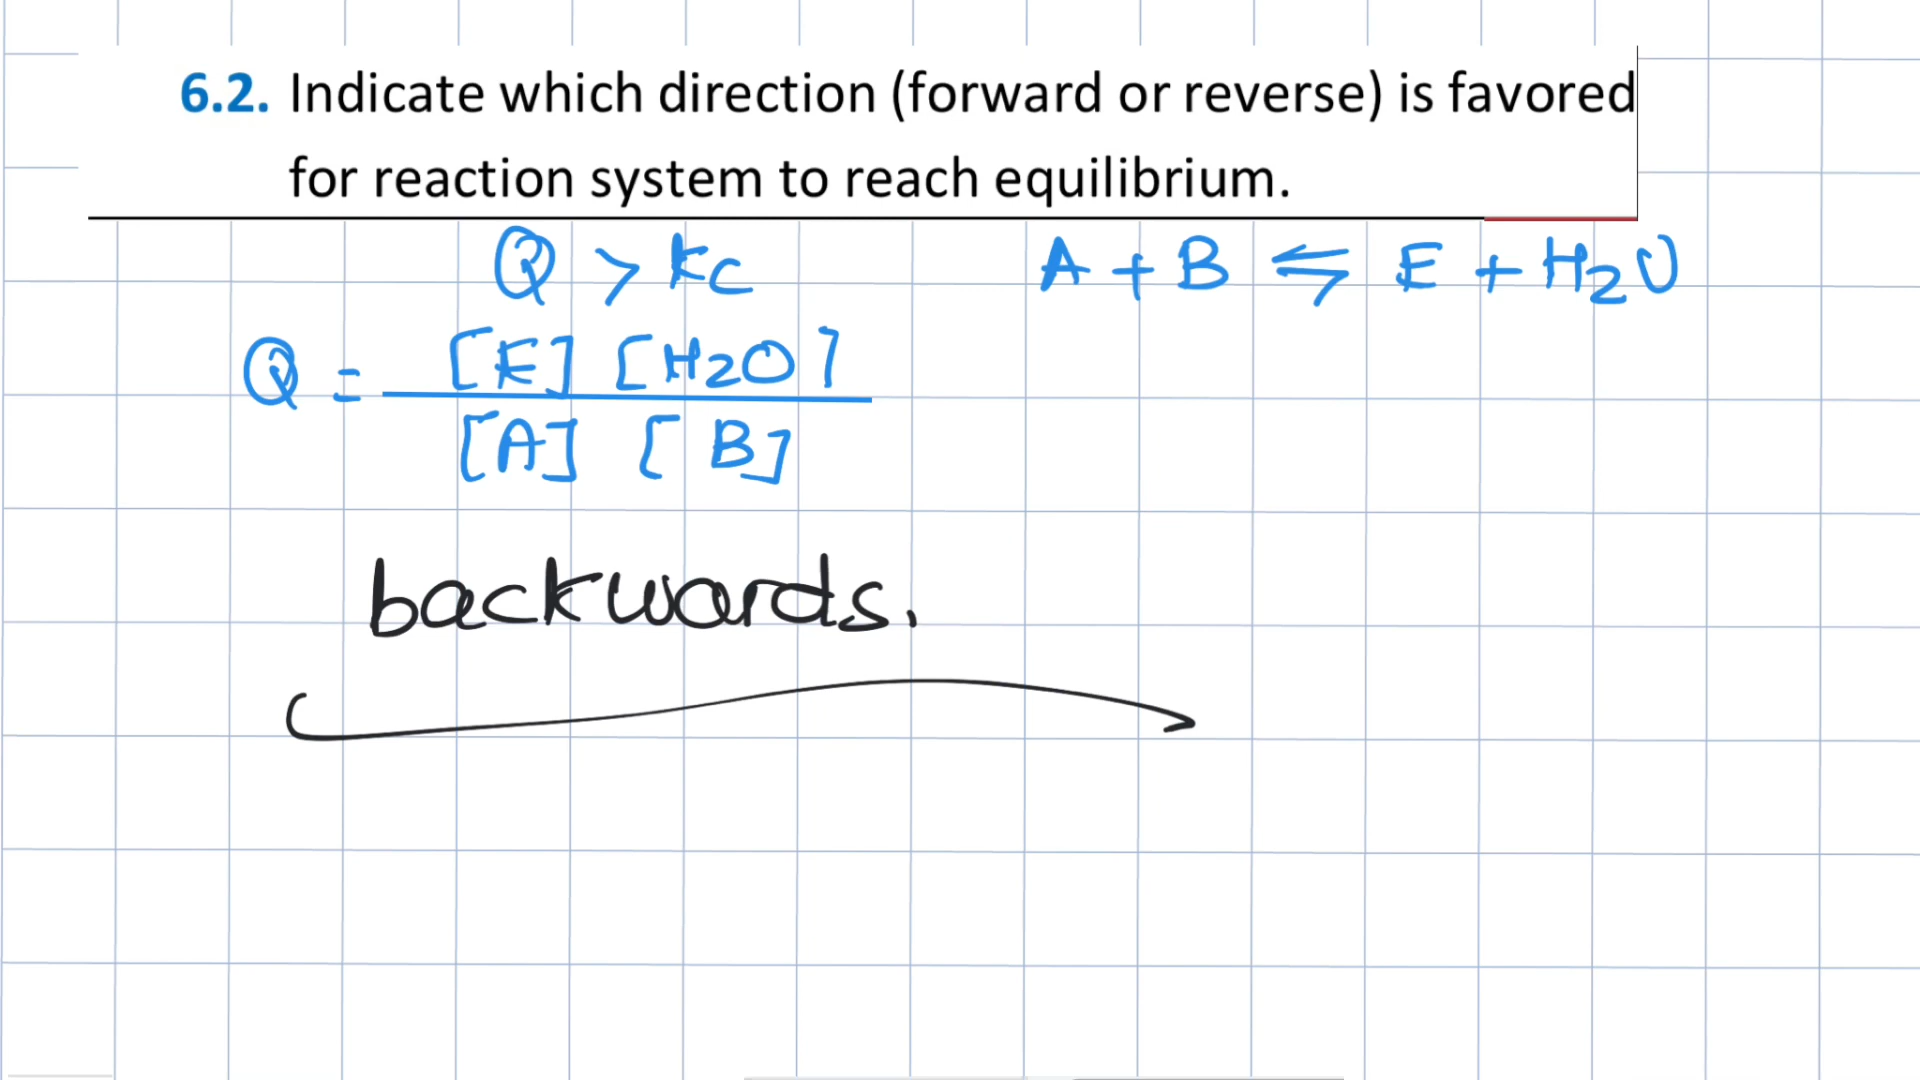 6.2. Indicate which direction (forward or reverse) is favored
for reaction system to reach equilibrium.
Q > Kc
A + B ⇌ E + H2O
Q = [E] [H2O]
[A] [B]
backwards.